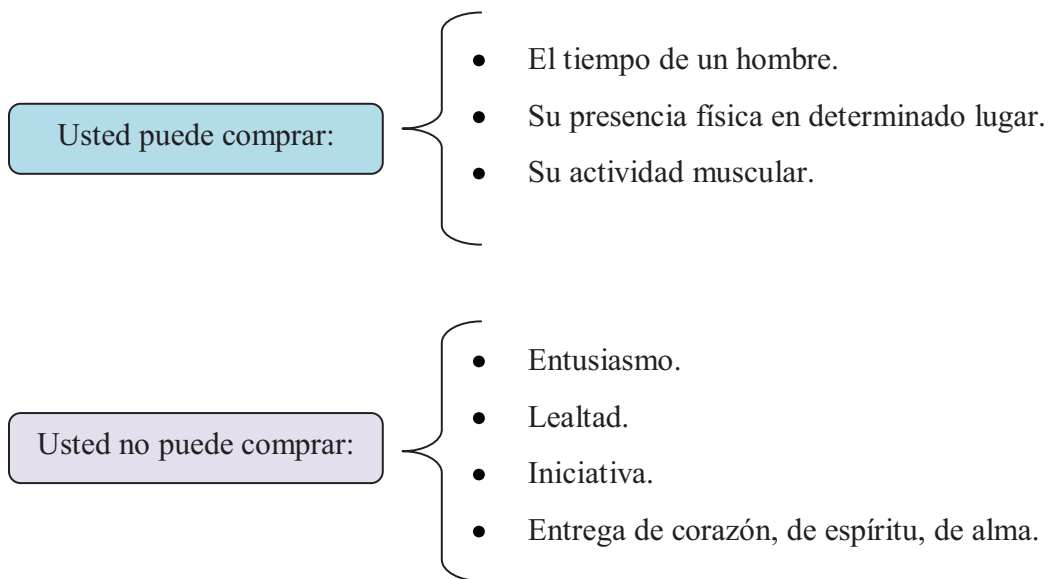 Usted puede comprar:
• El tiempo de un hombre.
• Su presencia física en determinado lugar.
• Su actividad muscular.
Usted no puede comprar:
• Entusiasmo.
• Lealtad.
• Iniciativa.
• Entrega de corazón, de espíritu, de alma.